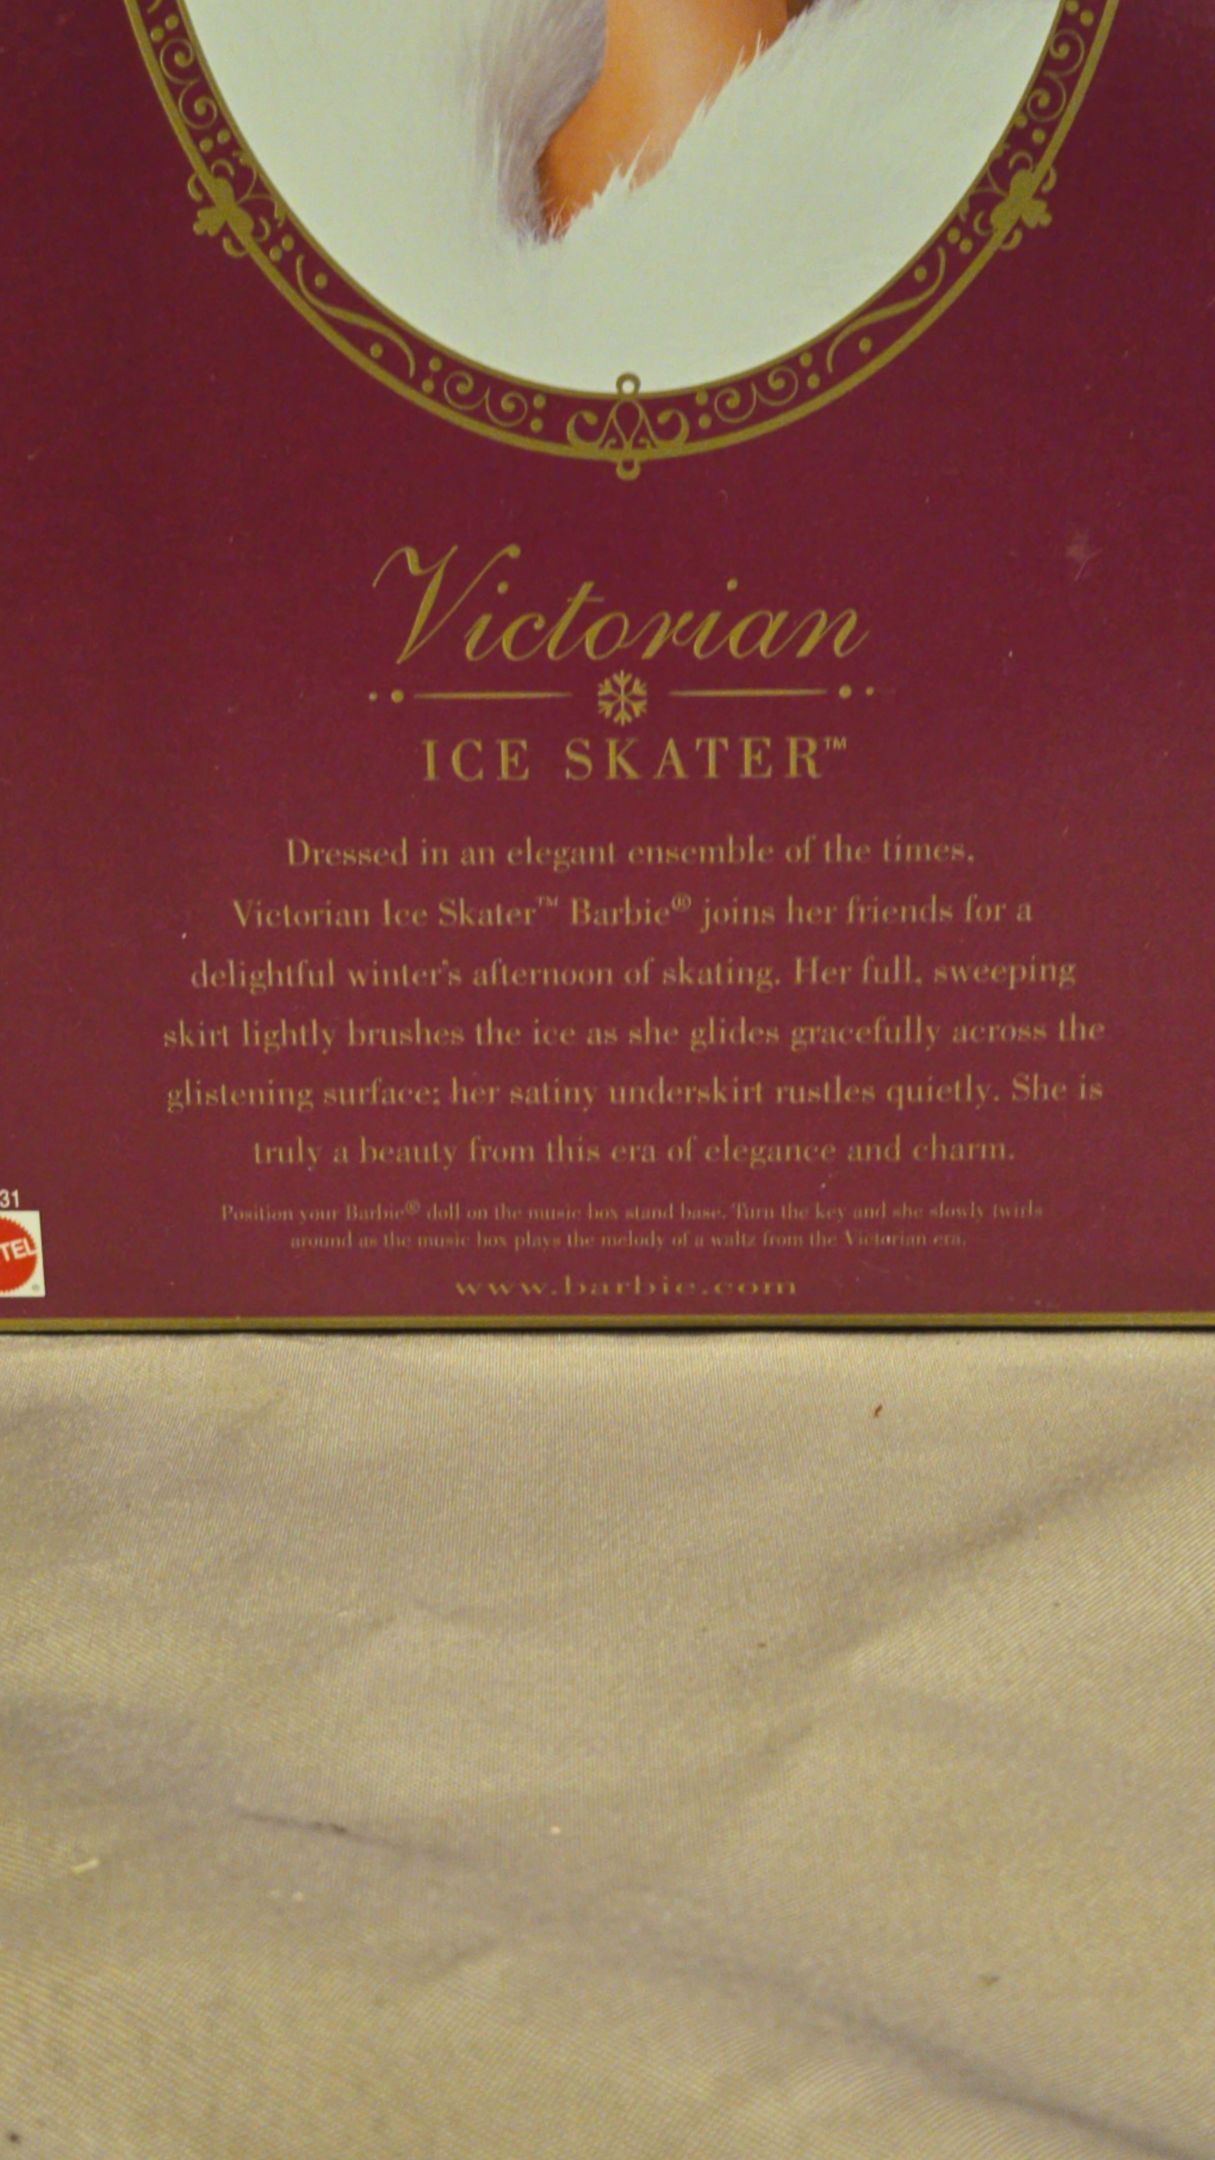 Victorian
ICE SKATER™
Dressed in an elegant ensemble of the times,
Victorian Ice Skater™ Barbie® joins her friends for a
delightful winter's afternoon of skating. Her full, sweeping
skirt lightly brushes the ice as she glides gracefully across the
glistening surface; her satiny underskirt rustles quietly. She is
truly a beauty from this era of elegance and charm.
31
TEL
®
Position your Barbie® doll on the music box stand base. Turn the key and she slowly twirls
around as the music box plays the melody of a waltz from the Victorian era.
www.barbie.com